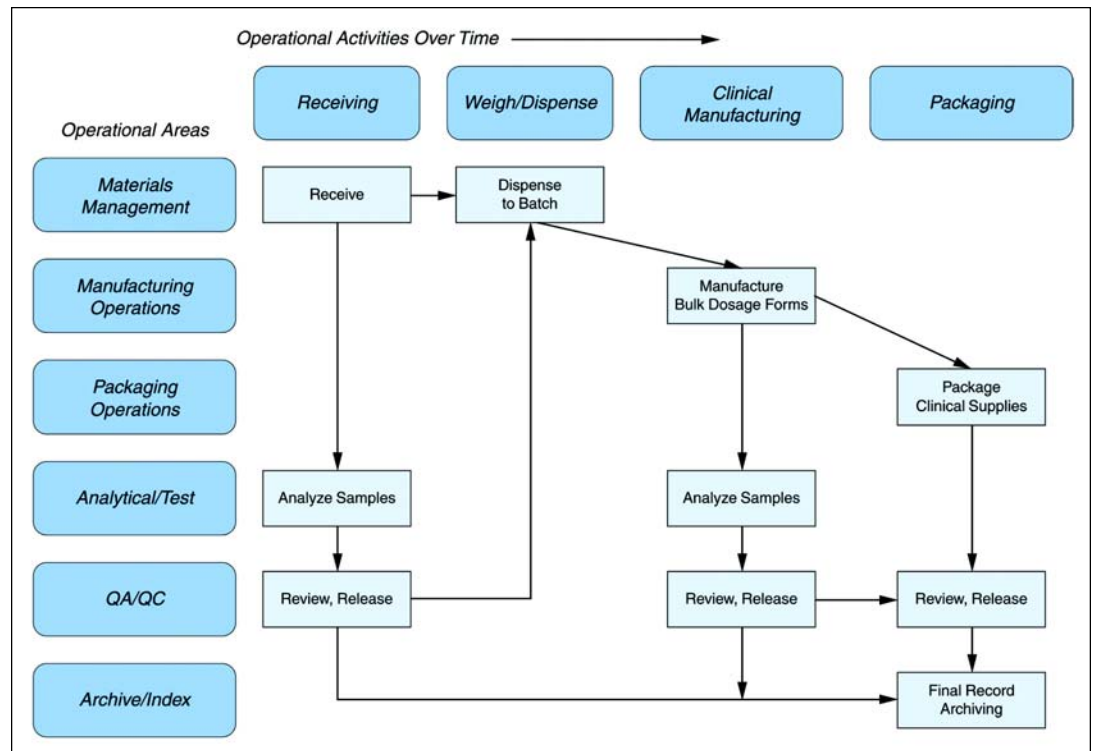 Operational Activities Over Time
Receiving
Weigh/Dispense
Clinical
Manufacturing
Packaging
Operational Areas
Materials
Management
Receive
Dispense
to Batch
Manufacturing
Operations
Manufacture
Bulk Dosage Forms
Packaging
Operations
Package
Clinical Supplies
Analytical/Test
Analyze Samples
Analyze Samples
QA/QC
Review, Release
Review, Release
Review, Release
Archive/Index
Final Record
Archiving